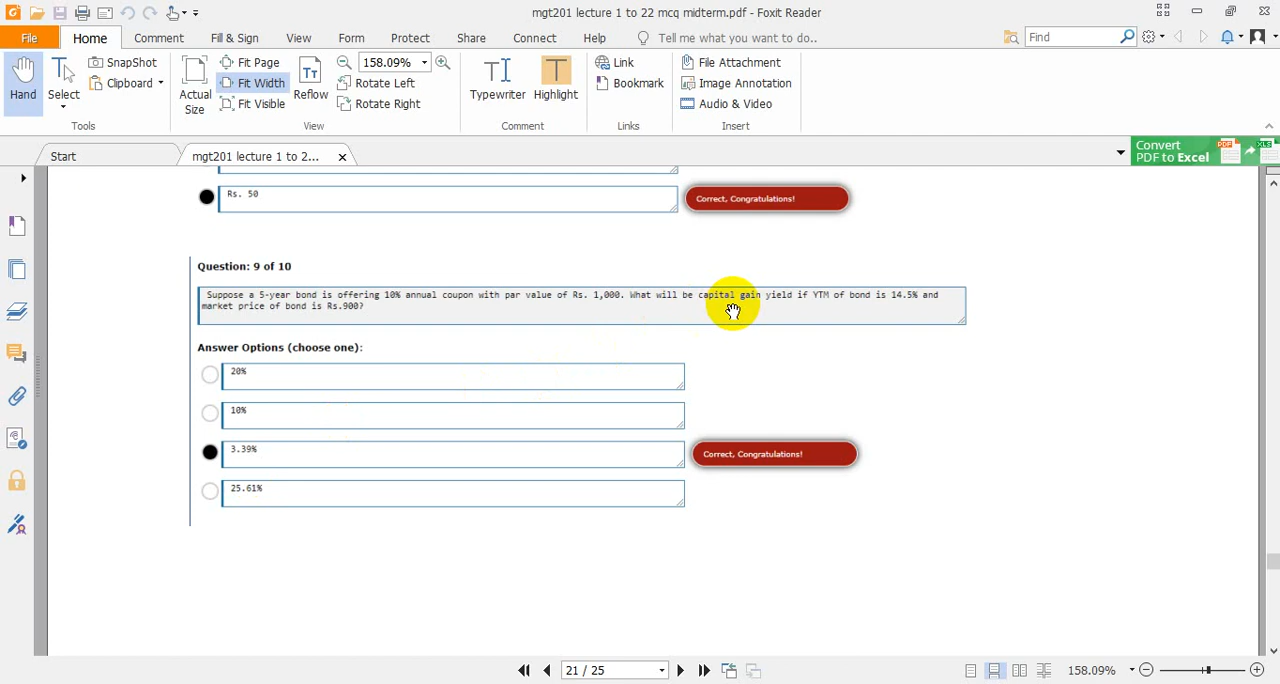 mgt201 lecture 1 to 22 mcq midterm.pdf - Foxit Reader
File Home Comment Fill & Sign View Form Protect Share Connect Help Tell me what you want to do.. Find
Hand
Select
SnapShot
Clipboard
Tools
Actual Size
Fit Page
Fit Width
Fit Visible
Reflow
158.09%
Rotate Left
Rotate Right
View
Typewriter
Highlight
Comment
Link
Bookmark
Links
File Attachment
Image Annotation
Audio & Video
Insert
Start
mgt201 lecture 1 to 2...
Convert
PDF to Excel
PDF
XLS
Rs. 50
Correct, Congratulations!
Question: 9 of 10
Suppose a 5-year bond is offering 10% annual coupon with par value of Rs. 1,000. What will be capital gain yield if YTM of bond is 14.5% and
market price of bond is Rs.900?
Answer Options (choose one):
20%
10%
3.39%
Correct, Congratulations!
25.61%
21 / 25
158.09%